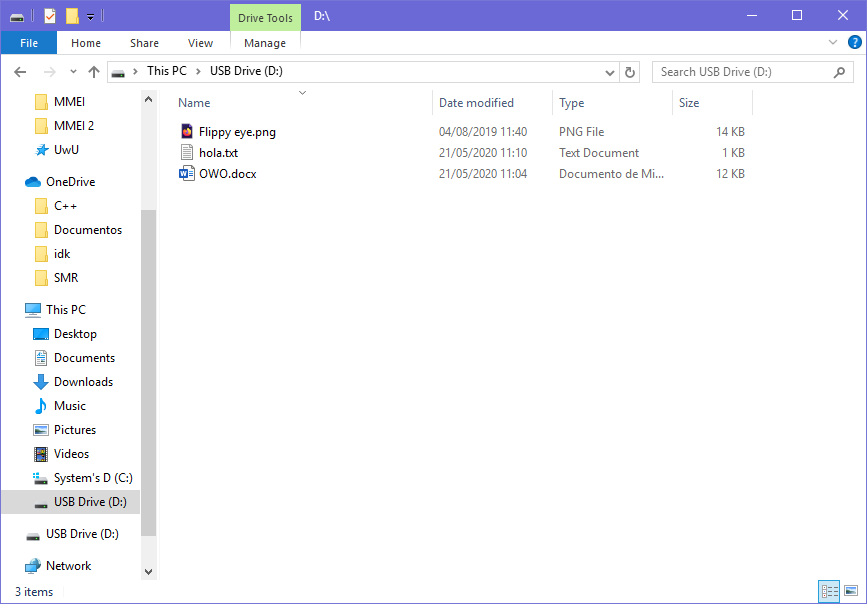 Drive Tools
D:\
File Home Share View Manage
This PC USB Drive (D:)
Search USB Drive (D:)
MMEI
MMEI 2
UwU
OneDrive
C++
Documentos
idk
SMR
This PC
Desktop
Documents
Downloads
Music
Pictures
Videos
System's D (C:)
USB Drive (D:)
USB Drive (D:)
Network
Name Date modified Type Size
Flippy eye.png 04/08/2019 11:40 PNG File 14 KB
hola.txt 21/05/2020 11:10 Text Document 1 KB
OWO.docx 21/05/2020 11:04 Documento de Mi... 12 KB
3 items